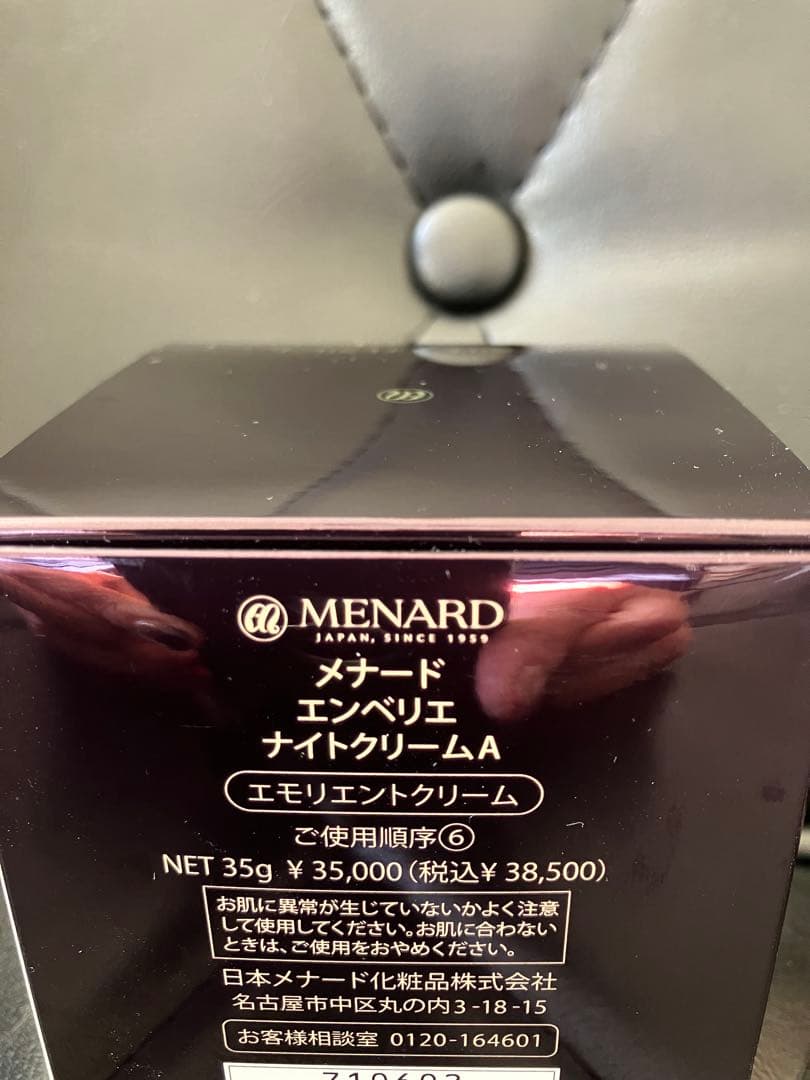 MENARD
JAPAN, SINCE 1959
メナード
エンベリエ
ナイトクリームA
エモリエントクリーム
ご使用順序⑥
NET 35g ¥35,000(税込¥38,500)
お肌に異常が生じていないかよく注意
して使用してください。お肌に合わない
ときは、ご使用をおやめください。
日本メナード化粧品株式会社
名古屋市中区丸の内3-18-15
お客様相談室 0120-164601